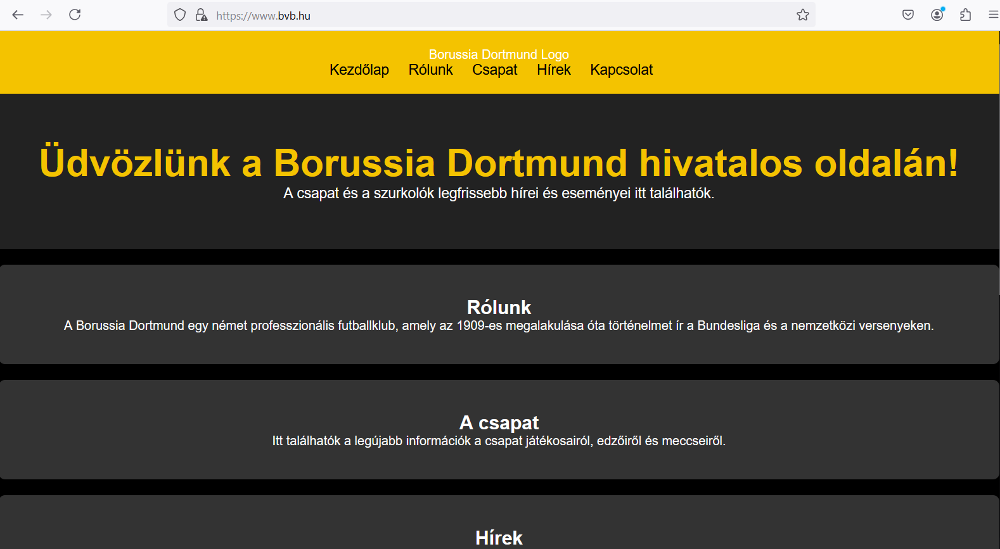 https://www.bvb.hu
Borussia Dortmund Logo
Kezdőlap Rólunk Csapat Hírek Kapcsolat
Üdvözlünk a Borussia Dortmund hivatalos oldalán!
A csapat és a szurkolók legfrissebb hírei és eseményei itt találhatók.
Rólunk
A Borussia Dortmund egy német professzionális futballklub, amely az 1909-es megalakulása óta történelmet ír a Bundesliga és a nemzetközi versenyeken.
A csapat
Itt találhatók a legújabb információk a csapat játékosairól, edzőiről és meccseiről.
Hírek